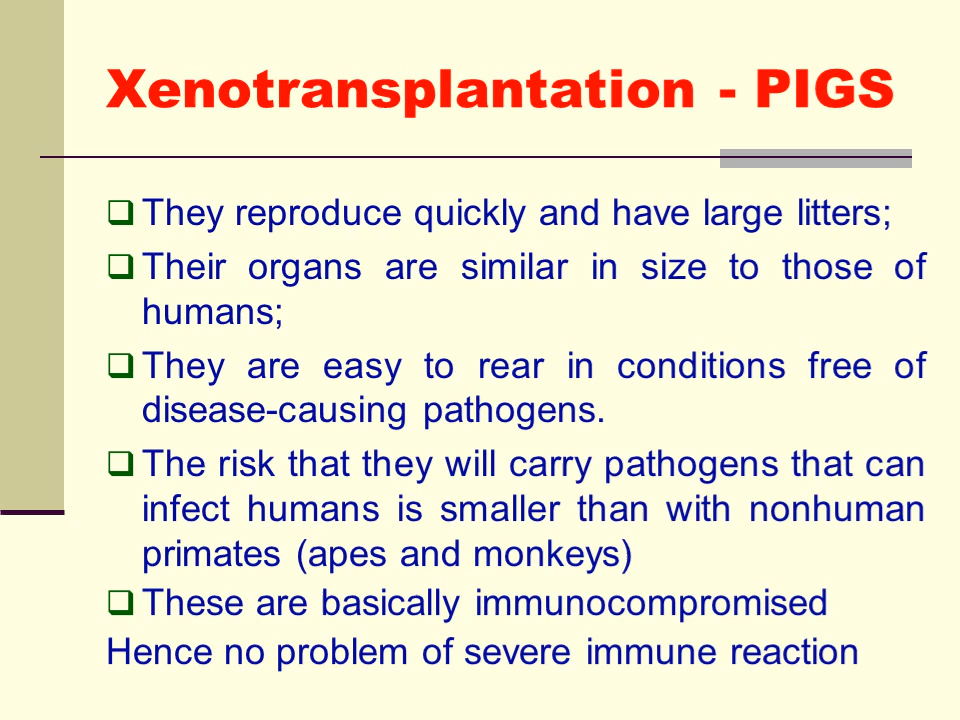 Xenotransplantation - PIGS
They reproduce quickly and have large litters;
Their organs are similar in size to those of
humans;
They are easy to rear in conditions free of
disease-causing pathogens.
The risk that they will carry pathogens that can
infect humans is smaller than with nonhuman
primates (apes and monkeys)
These are basically immunocompromised
Hence no problem of severe immune reaction